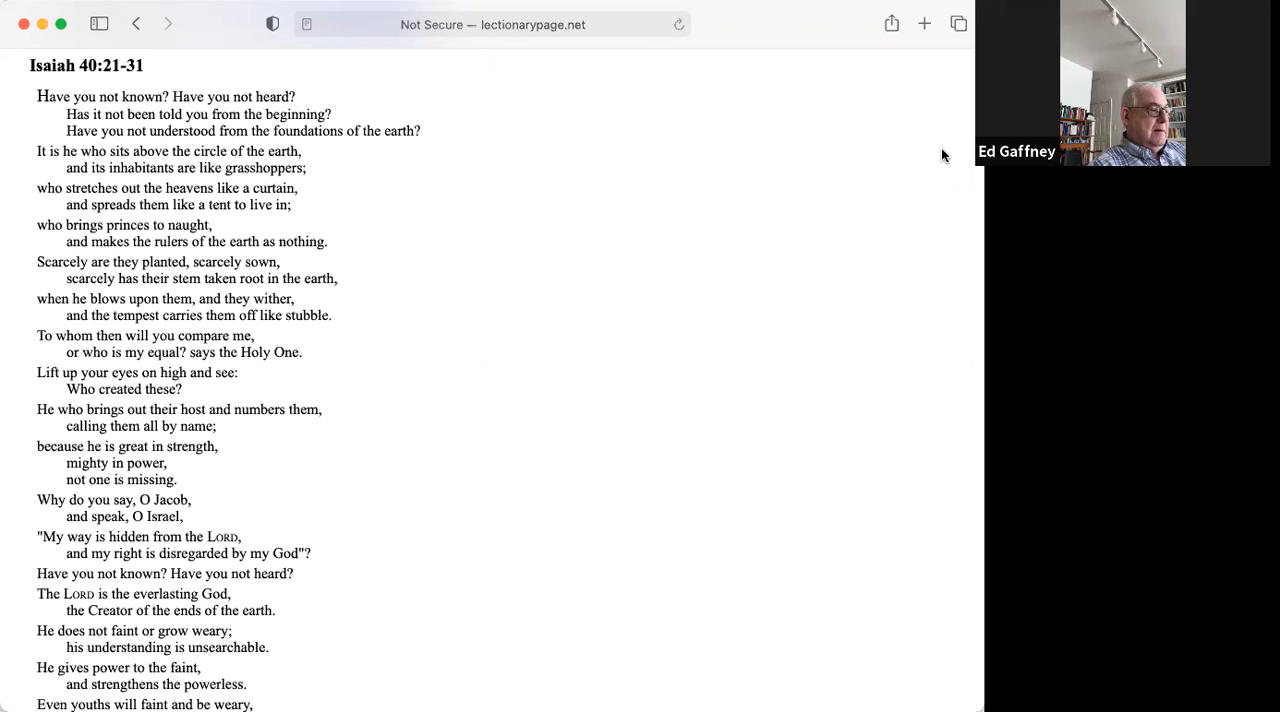 Not Secure — lectionarypage.net
Isaiah 40:21-31
Have you not known? Have you not heard?
Has it not been told you from the beginning?
Have you not understood from the foundations of the earth?
It is he who sits above the circle of the earth,
and its inhabitants are like grasshoppers;
who stretches out the heavens like a curtain,
and spreads them like a tent to live in;
who brings princes to naught,
and makes the rulers of the earth as nothing.
Scarcely are they planted, scarcely sown,
scarcely has their stem taken root in the earth,
when he blows upon them, and they wither,
and the tempest carries them off like stubble.
To whom then will you compare me,
or who is my equal? says the Holy One.
Lift up your eyes on high and see:
Who created these?
He who brings out their host and numbers them,
calling them all by name;
because he is great in strength,
mighty in power,
not one is missing.
Why do you say, O Jacob,
and speak, O Israel,
"My way is hidden from the LORD,
and my right is disregarded by my God"?
Have you not known? Have you not heard?
The LORD is the everlasting God,
the Creator of the ends of the earth.
He does not faint or grow weary;
his understanding is unsearchable.
He gives power to the faint,
and strengthens the powerless.
Even youths will faint and be weary,
Ed Gaffney